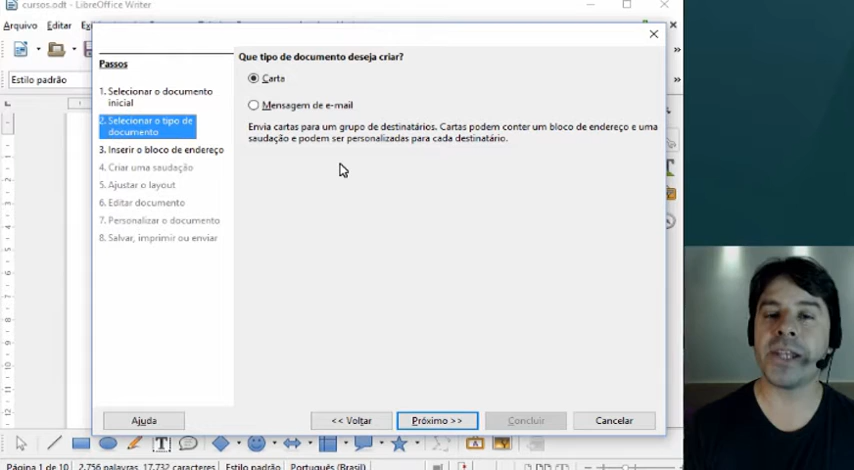 cursos.odt - LibreOffice Writer
Arquivo Editar
Estilo padrão
Passos
1. Selecionar o documento
inicial
2. Selecionar o tipo de
documento
3. Inserir o bloco de endereço
4. Criar uma saudação
5. Ajustar o layout
6. Editar documento
7. Personalizar o documento
8. Salvar, imprimir ou enviar
Que tipo de documento deseja criar?
Carta
Mensagem de e-mail
Envia cartas para um grupo de destinatários. Cartas podem conter um bloco de endereço e uma
saudação e podem ser personalizadas para cada destinatário.
Ajuda << Voltar Próximo >> Concluir Cancelar
Página 1 de 10 2.756 palavras, 17.732 caracteres Estilo padrão Português (Brasil)